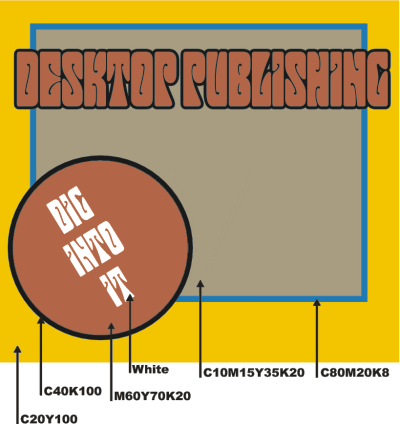 DESKTOP PUBLISHING
DIG
INTO
IT
White
C10M15Y35K20
C80M20K8
C40K100
M60Y70K20
C20Y100